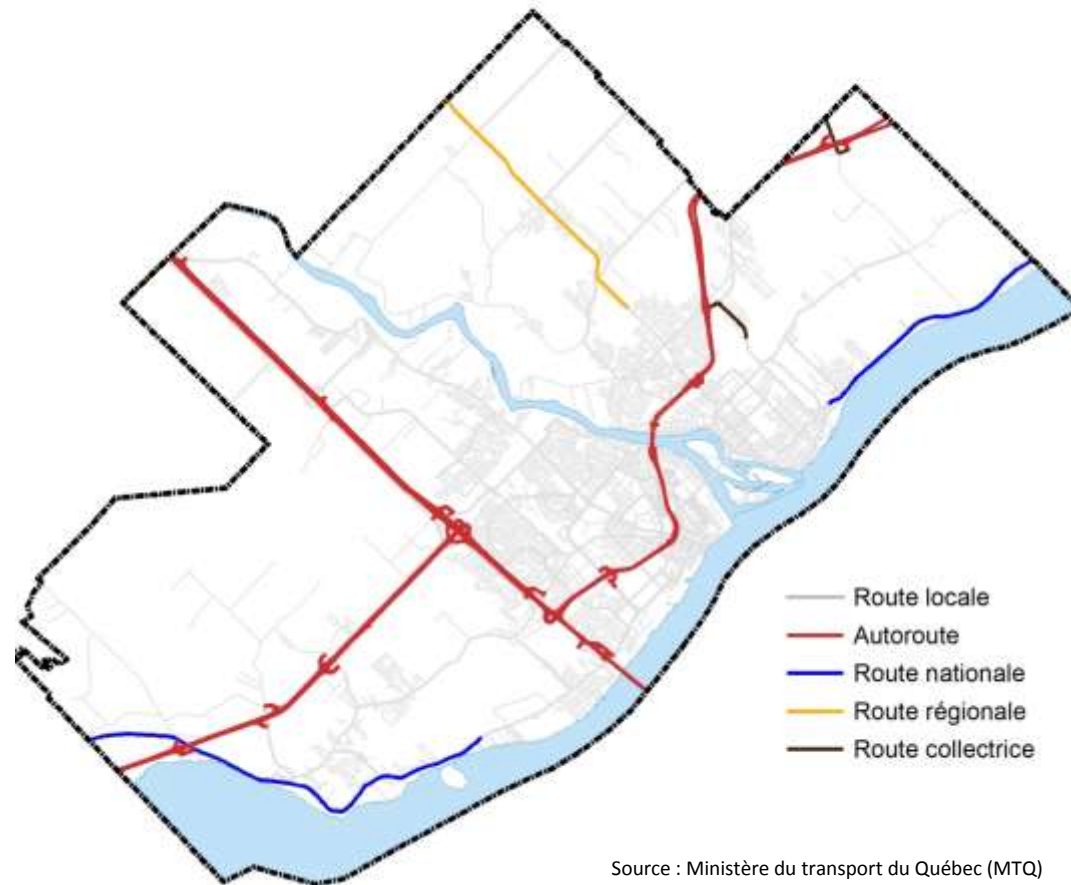 Route locale
Autoroute
Route nationale
Route régionale
Route collectrice
Source : Ministère du transport du Québec (MTQ)